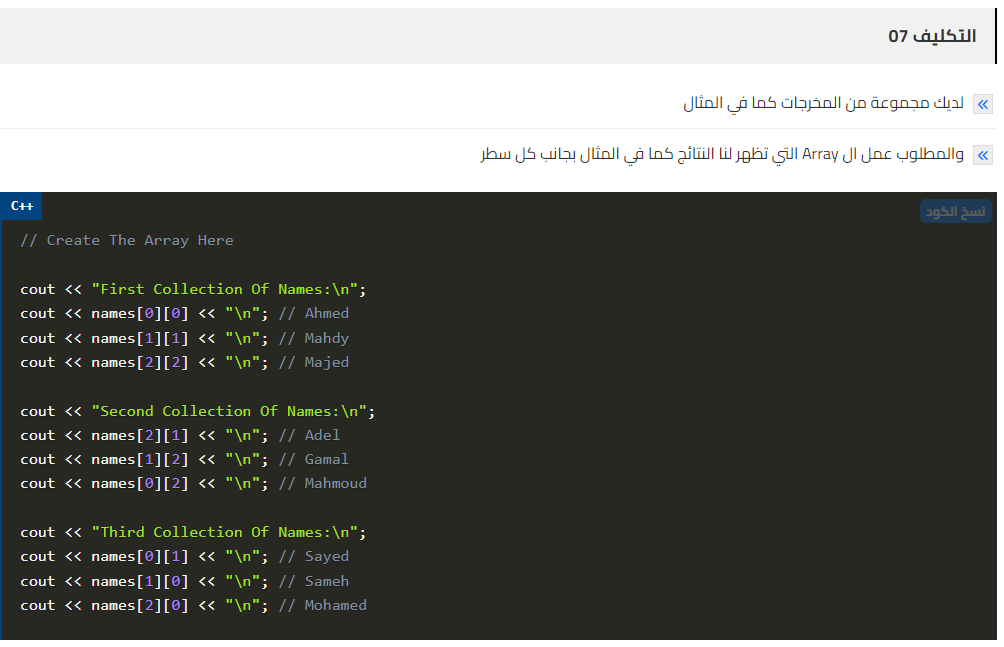 التكليف 07
لديك مجموعة من المخرجات كما في المثال
والمطلوب عمل ال Array التي تظهر لنا النتائج كما في المثال بجانب كل سطر
C++
نسخ الكود
// Create The Array Here
cout << "First Collection Of Names:\n";
cout << names[0][0] << "\n"; // Ahmed
cout << names[1][1] << "\n"; // Mahdy
cout << names[2][2] << "\n"; // Majed
cout << "Second Collection Of Names:\n";
cout << names[2][1] << "\n"; // Adel
cout << names[1][2] << "\n"; // Gamal
cout << names[0][2] << "\n"; // Mahmoud
cout << "Third Collection Of Names:\n";
cout << names[0][1] << "\n"; // Sayed
cout << names[1][0] << "\n"; // Sameh
cout << names[2][0] << "\n"; // Mohamed